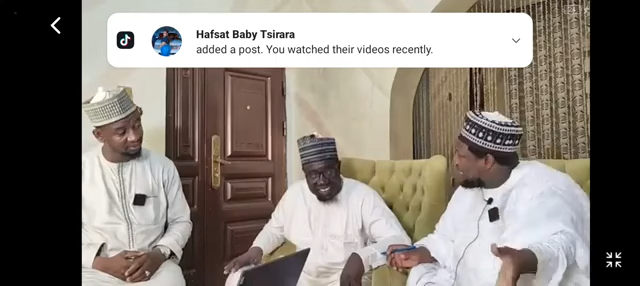 Hafsat Baby Tsirara
added a post. You watched their videos recently.